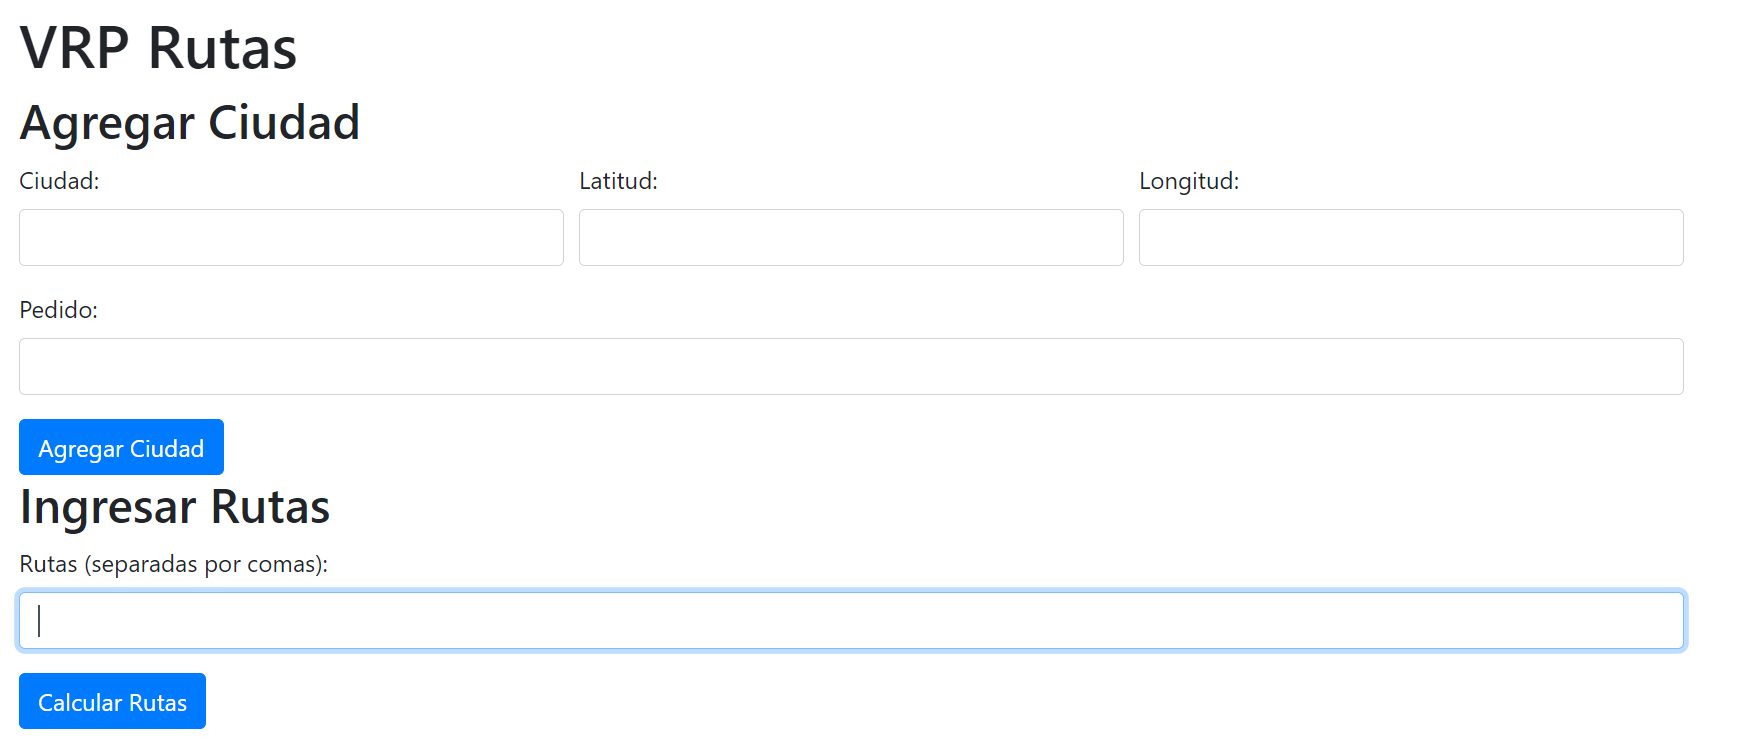 VRP Rutas
Agregar Ciudad
Ciudad: Latitud: Longitud:
Pedido:
Agregar Ciudad
Ingresar Rutas
Rutas (separadas por comas):
Calcular Rutas